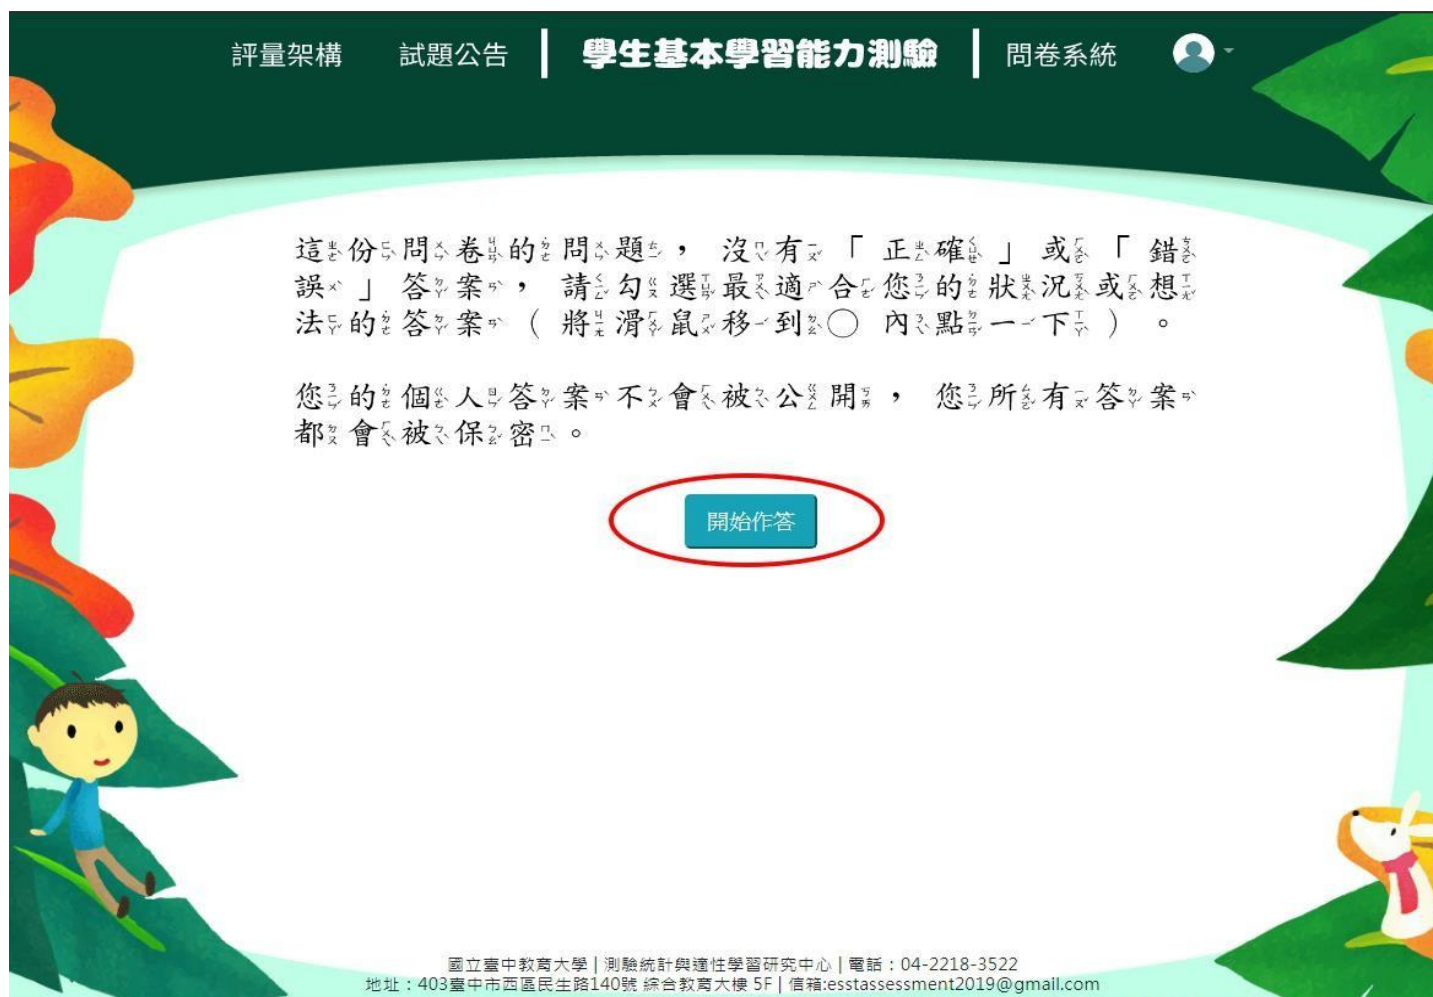 評量架構 試題公告 | 學生基本學習能力測驗 | 問卷系統
這份問卷的問題，沒有「正確」或「錯
誤」答案，請勾選最適合您的狀況或想
法的答案（將滑鼠移到○內點一下）。
您的個人答案不會被公開，您所有答案
都會被保密。
開始作答
國立臺中教育大學 | 測驗統計與適性學習研究中心 | 電話：04-2218-3522
地址：403臺中市西區民生路140號 綜合教育大樓 5F | 信箱:esstassessment2019@gmail.com